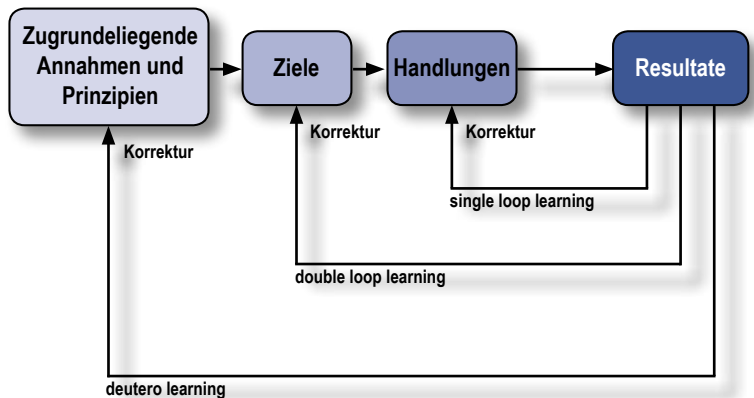 Zugrundeliegende
Annahmen und
Prinzipien
Ziele
Handlungen
Resultate
Korrektur
Korrektur
Korrektur
single loop learning
double loop learning
deutero learning